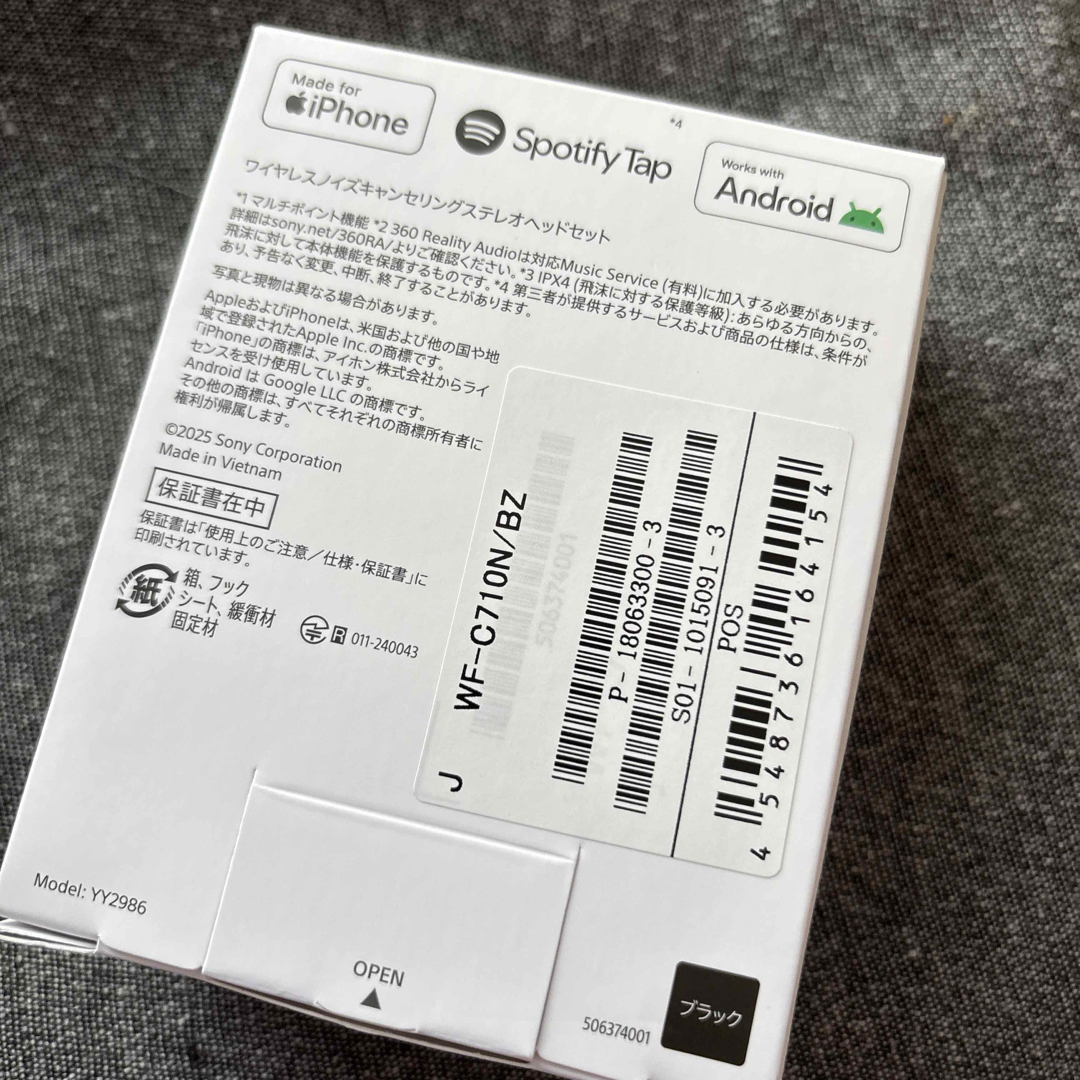 Made for
iPhone
Spotify Tap
*4
Works with
Android
ワイヤレスノイズキャンセリングステレオヘッドセット
*1 マルチポイント機能 *2 360 Reality Audioは対応Music Service (有料)に加入する必要があります。
詳細はsony.net/360RA/よりご確認ください。*3 IPX4 (飛沫に対する保護等級): あらゆる方向からの、
飛沫に対して本体機能を保護するものです。*4 第三者が提供するサービスおよび商品の仕様は、条件が
あり、予告なく変更、中断、終了することがあります。
写真と現物は異なる場合があります。
AppleおよびiPhoneは、米国および他の国や地
域で登録されたApple Inc.の商標です。
「iPhone」の商標は、アイホン株式会社からライ
センスを受け使用しています。
Android は Google LLC の商標です。
その他の商標は、すべてそれぞれの商標所有者に
権利が帰属します。
©2025 Sony Corporation
Made in Vietnam
保証書在中
保証書は「使用上のご注意/仕様・保証書」に
印刷されています。
紙
箱、フック
シート、緩衝材
固定材
R 011-240043
J
WF-C710N/BZ
506374001
P-18063300-3
S01-1015091-3
POS
4 548736 164154
Model: YY2986
OPEN
506374001
ブラック